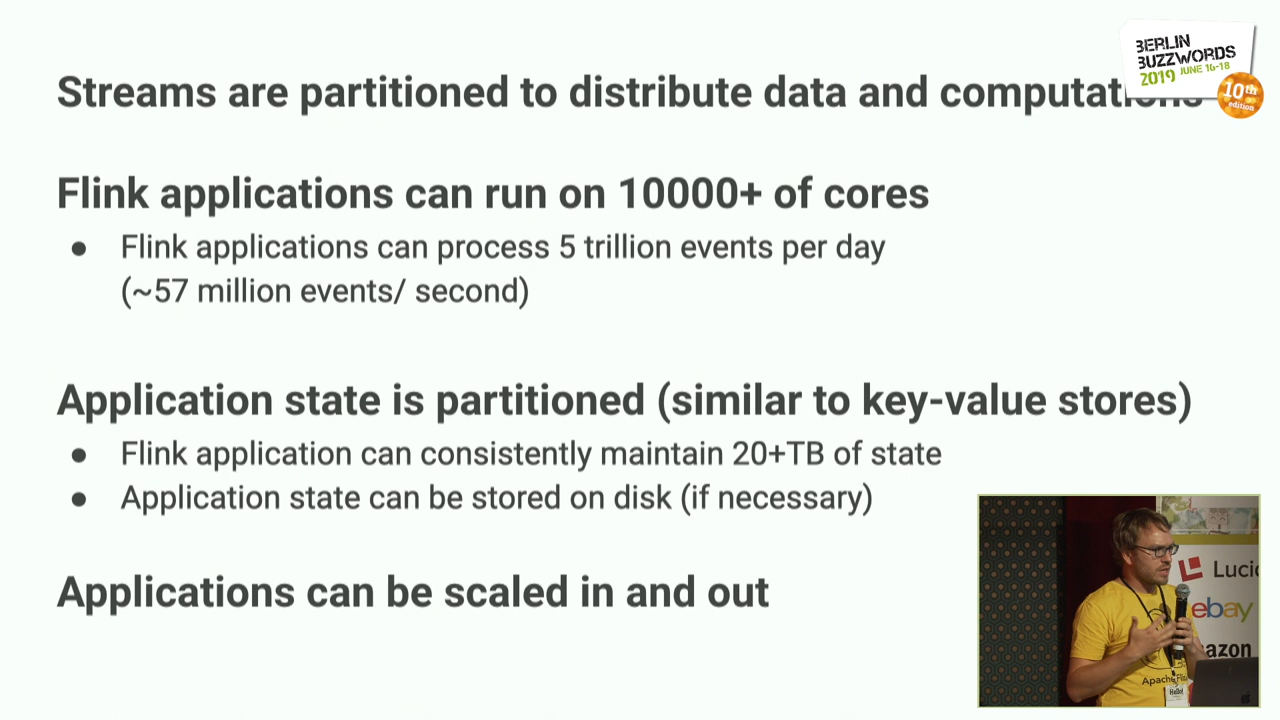 BERLIN
BUZZWORDS
2019 JUNE 16-18
10th
edition
Streams are partitioned to distribute data and computations
Flink applications can run on 10000+ of cores
● Flink applications can process 5 trillion events per day
(~57 million events/ second)
Application state is partitioned (similar to key-value stores)
● Flink application can consistently maintain 20+TB of state
● Application state can be stored on disk (if necessary)
Applications can be scaled in and out
ebay
Hello!